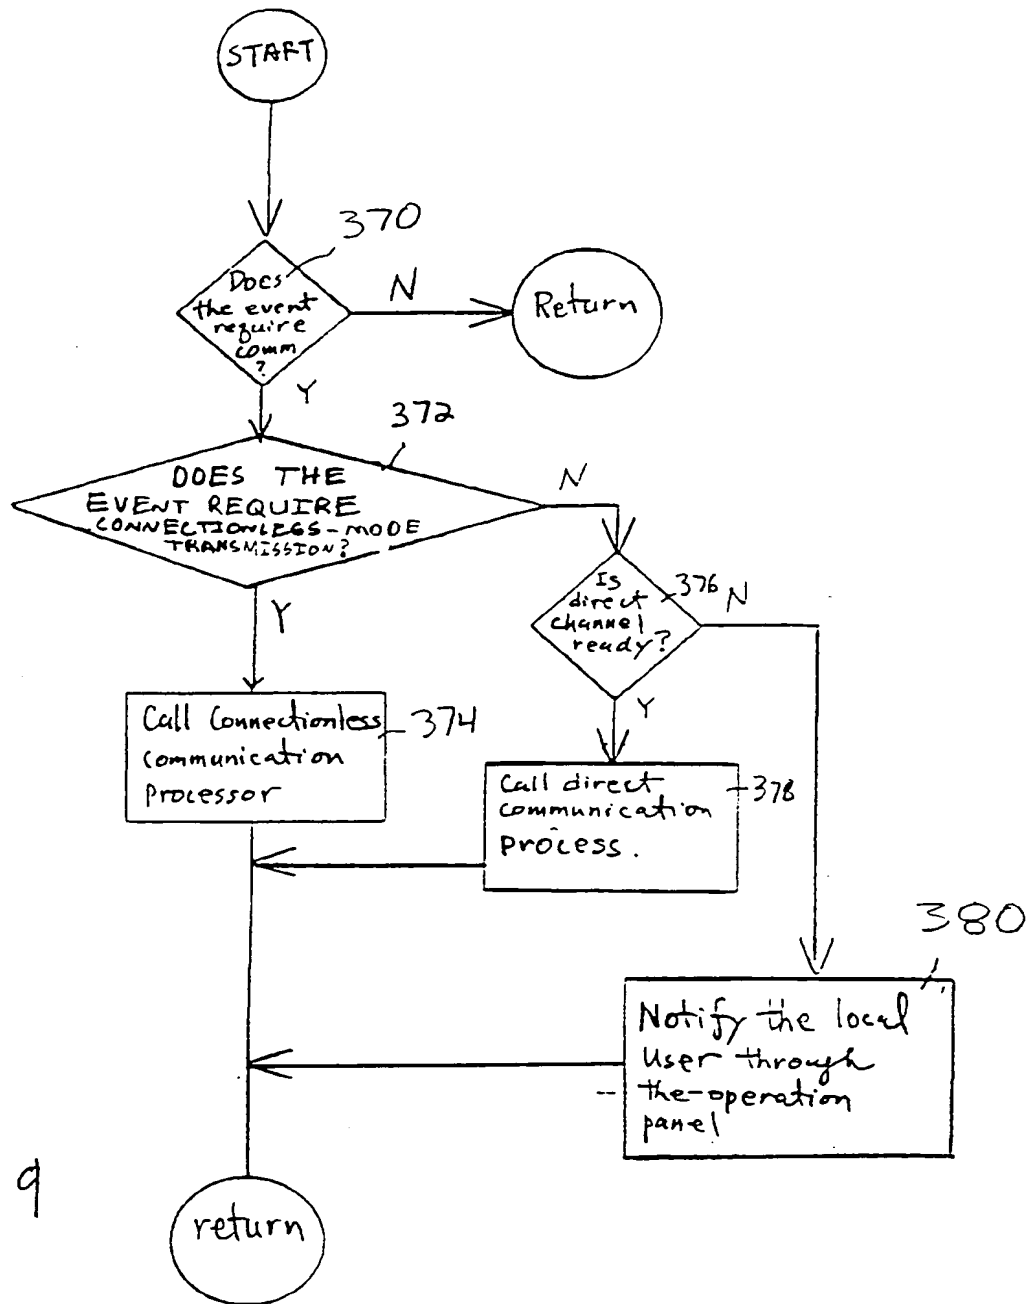 START
370
Does
the event
require
comm
?
N
Return
Y
372
DOES THE
EVENT REQUIRE
CONNECTIONLESS-MODE
TRANSMISSION?
N
Y
Is
direct
channel
ready?
376
N
Y
Call Connectionless
communication
Processor
374
Call direct
communication
process.
378
380
Notify the local
User through
the-operation
panel
9
return